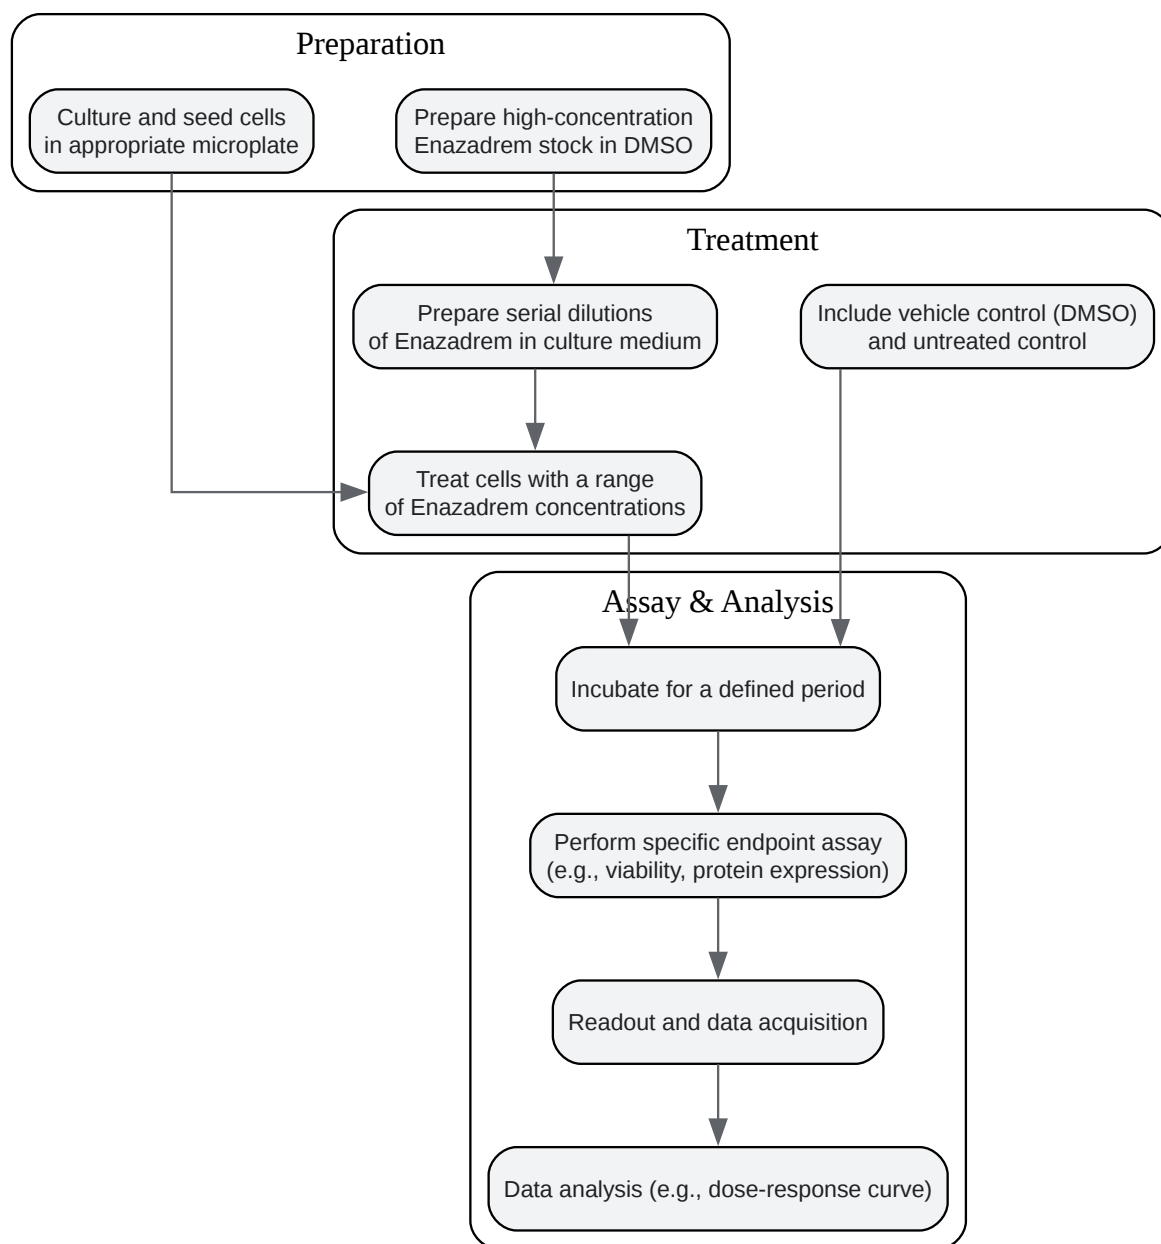 Preparation
Culture and seed cells
in appropriate microplate
Prepare high-concentration
Enazadrem stock in DMSO
Treatment
Prepare serial dilutions
of Enazadrem in culture medium
Include vehicle control (DMSO)
and untreated control
Treat cells with a range
of Enazadrem concentrations
Assay & Analysis
Incubate for a defined period
Perform specific endpoint assay
(e.g., viability, protein expression)
Readout and data acquisition
Data analysis (e.g., dose-response curve)